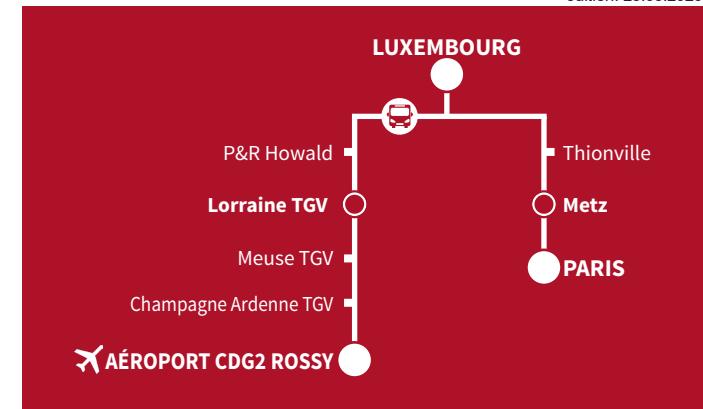 LUXEMBOURG
P&R Howald
Thionville
Lorraine TGV
Metz
Meuse TGV
PARIS
Champagne Ardenne TGV
AÉROPORT CDG2 ROSSY